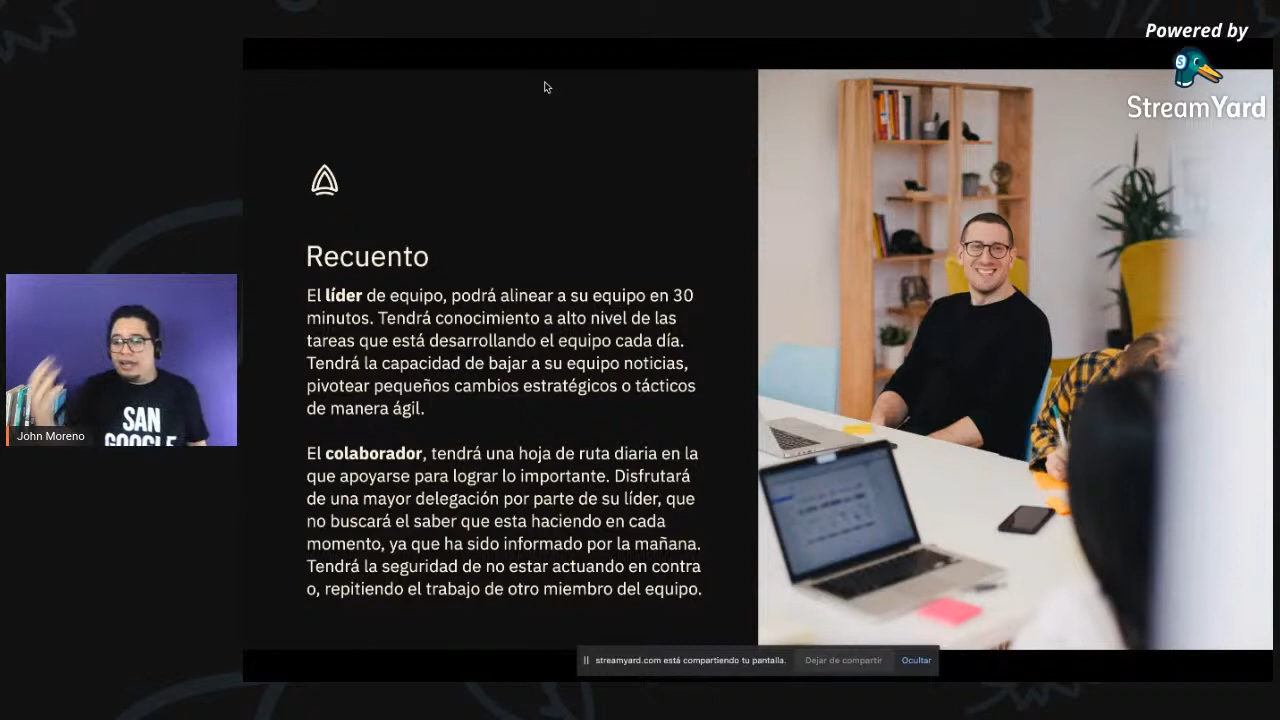 Powered by
StreamYard
Recuento
El líder de equipo, podrá alinear a su equipo en 30
minutos. Tendrá conocimiento a alto nivel de las
tareas que está desarrollando el equipo cada día.
Tendrá la capacidad de bajar a su equipo noticias,
pivotear pequeños cambios estratégicos o tácticos
de manera ágil.
El colaborador, tendrá una hoja de ruta diaria en la
que apoyarse para lograr lo importante. Disfrutará
de una mayor delegación por parte de su líder, que
no buscará el saber que esta haciendo en cada
momento, ya que ha sido informado por la mañana.
Tendrá la seguridad de no estar actuando en contra
o, repitiendo el trabajo de otro miembro del equipo.
SAN
GOOGLE
John Moreno
streamyard.com está compartiendo tu pantalla.
Dejar de compartir
Ocultar